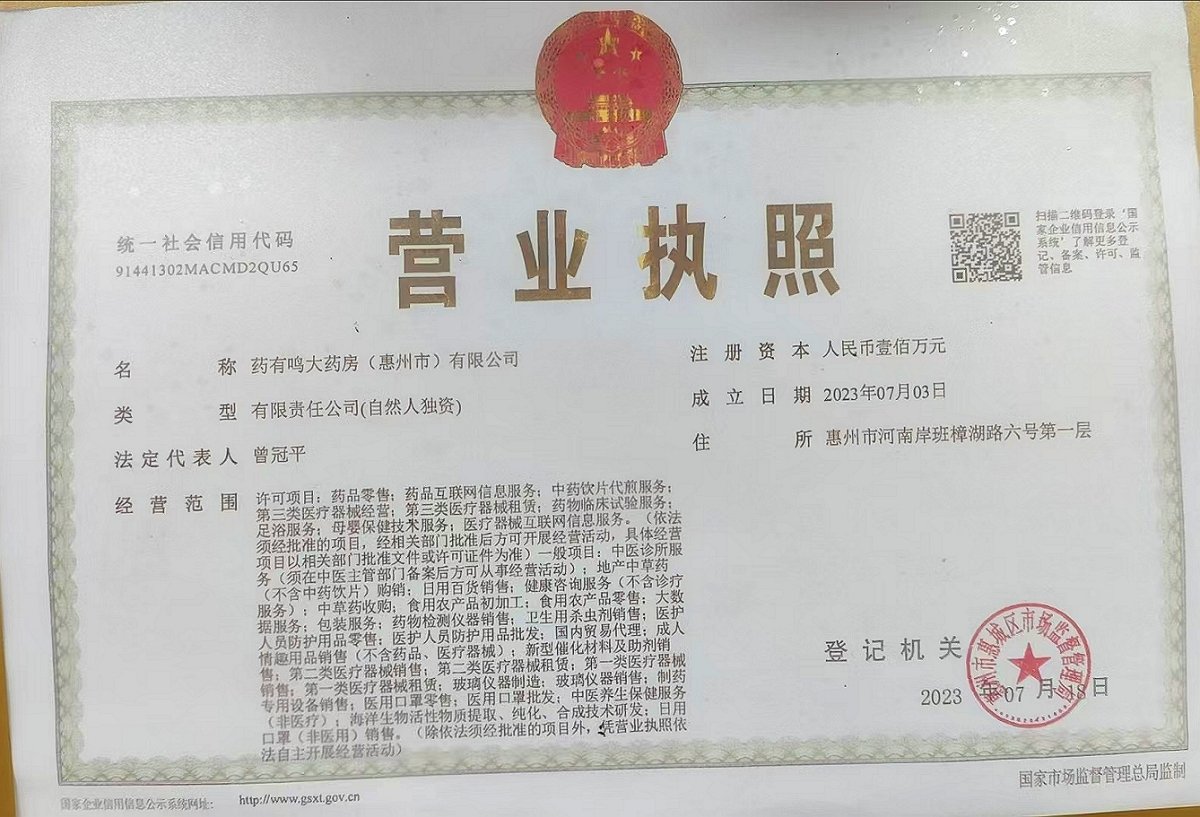 营业执照
统一社会信用代码
91441302MACMD2QU65
扫描二维码登录‘国
家企业信用信息公示
系统’了解更多登
记、备案、许可、监
管信息
名称 药有鸣大药房（惠州市）有限公司
类型 有限责任公司(自然人独资)
法定代表人 曾冠平
经营范围 许可项目：药品零售；药品互联网信息服务；中药饮片代煎服务；
第三类医疗器械经营；第三类医疗器械租赁；药物临床试验服务；
足浴服务；母婴保健技术服务；医疗器械互联网信息服务。（依法
须经批准的项目，经相关部门批准后方可开展经营活动，具体经营
项目以相关部门批准文件或许可证件为准）一般项目：中医诊所服
务（须在中医主管部门备案后方可从事经营活动）；地产中草药
（不含中药饮片）购销；日用百货销售；健康咨询服务（不含诊疗
服务）；中草药收购；食用农产品初加工；食用农产品零售；大数
据服务；包装服务；药物检测仪器销售；卫生用杀虫剂销售；医护
人员防护用品零售；医护人员防护用品批发；国内贸易代理；成人
情趣用品销售（不含药品、医疗器械）；新型催化材料及助剂销
售；第二类医疗器械销售；第二类医疗器械租赁；第一类医疗器械
销售；第一类医疗器械租赁；玻璃仪器制造；玻璃仪器销售；制药
专用设备销售；医用口罩零售；医用口罩批发；中医养生保健服务
（非医疗）；海洋生物活性物质提取、纯化、合成技术研发；日用
口罩（非医用）销售。（除依法须经批准的项目外，凭营业执照依
法自主开展经营活动）
注册资本 人民币壹佰万元
成立日期 2023年07月03日
住所 惠州市河南岸班樟湖路六号第一层
登记机关
惠州市惠城区市场监督管理局
2023 年 07 月 18 日
国家企业信用信息公示系统网址： http://www.gsxt.gov.cn
国家市场监督管理总局监制